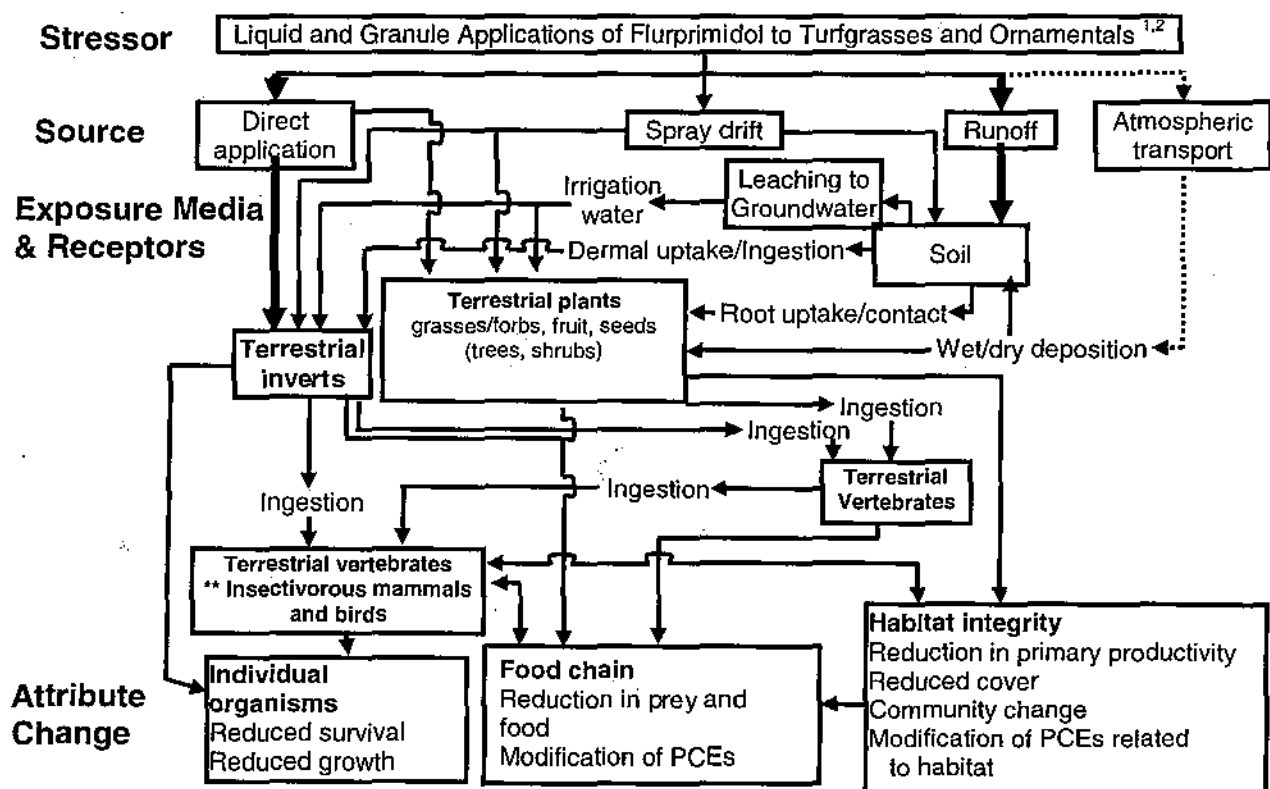 Stressor
Liquid and Granule Applications of Flurprimidol to Turfgrasses and Ornamentals 1,2
Source
Direct
application
Spray drift
Runoff
Atmospheric
transport
Exposure Media
& Receptors
Irrigation
water
Leaching to
Groundwater
Dermal uptake/Ingestion
Soil
Terrestrial plants
grasses/forbs, fruit, seeds
(trees, shrubs)
Root uptake/contact
Wet/dry deposition
Terrestrial
inverts
Ingestion
Ingestion
Terrestrial
Vertebrates
Ingestion
Ingestion
Terrestrial vertebrates
** Insectivorous mammals
and birds
Attribute
Change
Individual
organisms
Reduced survival
Reduced growth
Food chain
Reduction in prey and
food
Modification of PCEs
Habitat integrity
Reduction in primary productivity
Reduced cover
Community change
Modification of PCEs related
to habitat